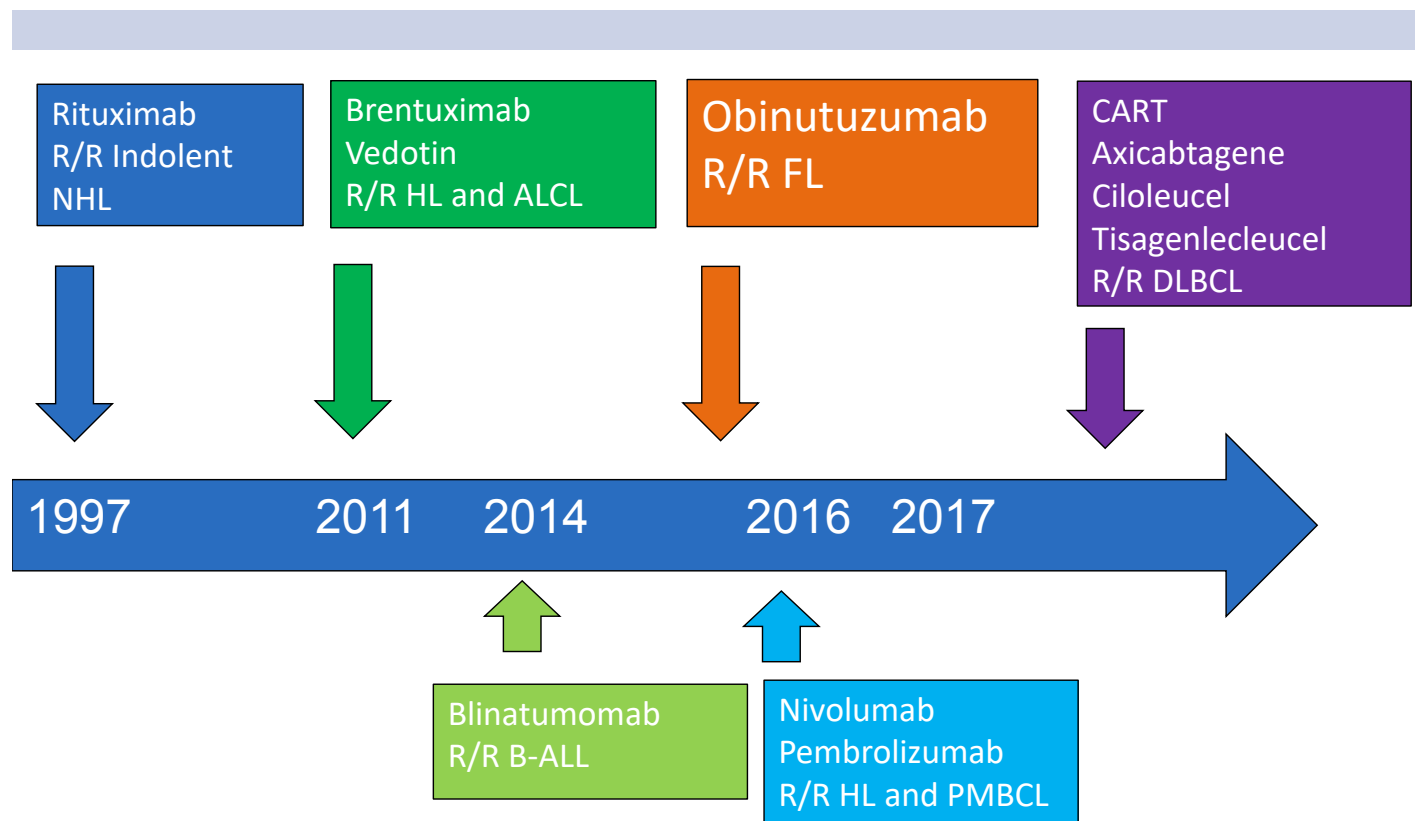 Rituximab
R/R Indolent
NHL
Brentuximab
Vedotin
R/R HL and ALCL
Obinutuzumab
R/R FL
CART
Axicabtagene
Ciloleucel
Tisagenlecleucel
R/R DLBCL
1997
2011
2014
2016
2017
Blinatumomab
R/R B-ALL
Nivolumab
Pembrolizumab
R/R HL and PMBCL